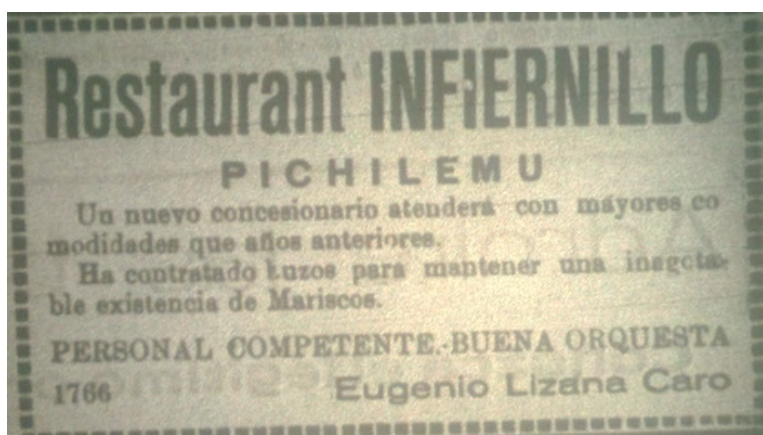 Restaurant INFIERNILLO
PICHILEMU
Un nuevo concesionario atenderá con mayores co
modidades que años anteriores.
Ha contratado Luzos para mantener una inagota-
ble existencia de Mariscos.
PERSONAL COMPETENTE.-BUENA ORQUESTA
1766 Eugenio Lizana Caro